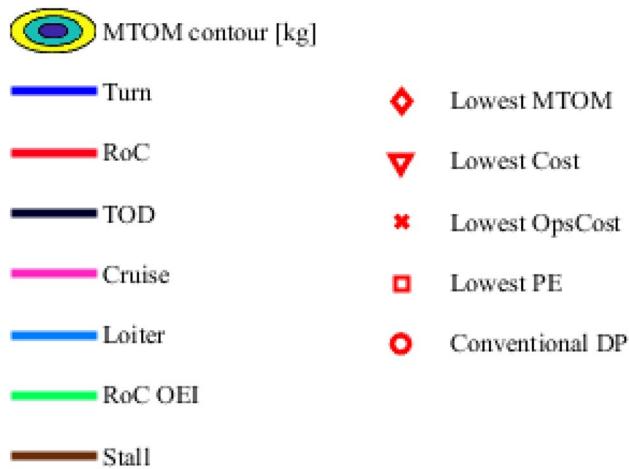 MTOM contour [kg]
Turn
RoC
TOD
Cruise
Loiter
RoC OEI
Stall
Lowest MTOM
Lowest Cost
Lowest OpsCost
Lowest PE
Conventional DP